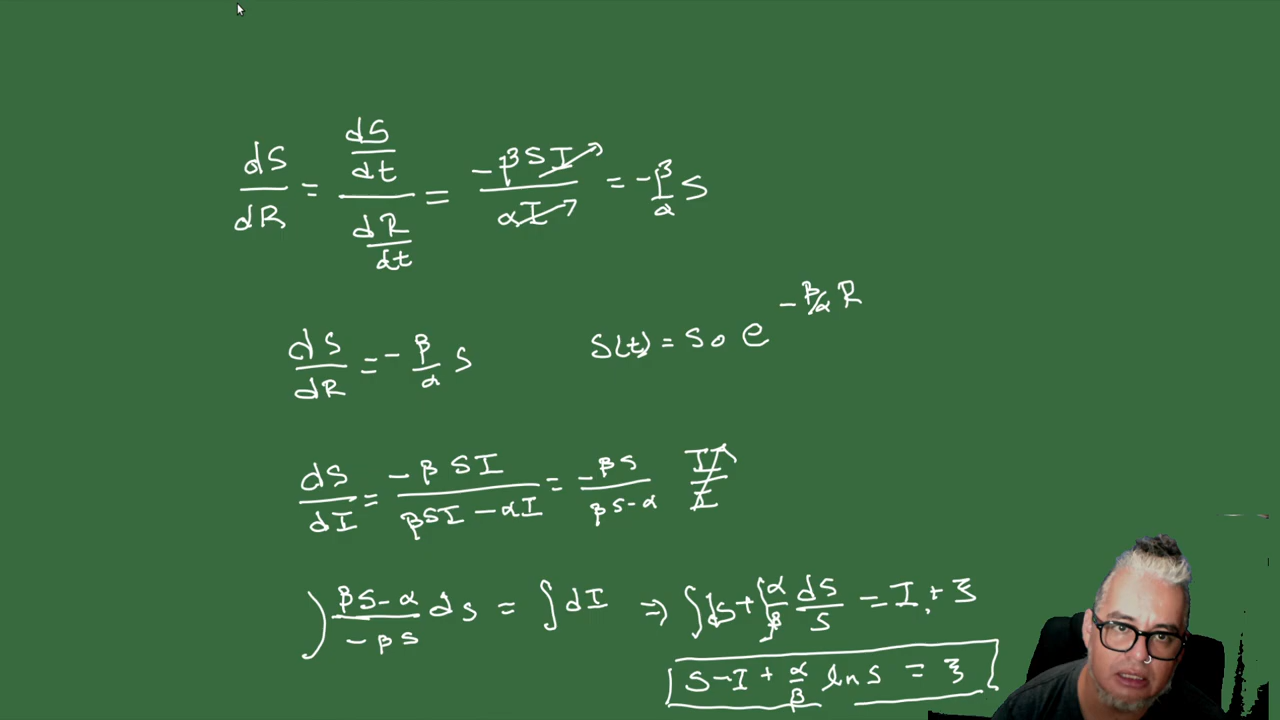 dS/dR = (dS/dt)/(dR/dt) = -βSI/αI = -β/α S
dS/dR = -β/α S    S(t) = S0 e^(-β/α R)
dS/dI = -βSI/(βSI-αI) = -βS/(βS-α) I/I
∫ (βS-α)/(-βS) dS = ∫ dI ⇒ ∫dS + ∫ α/β dS/S = I + ξ
S-I + α/β ln S = ξ